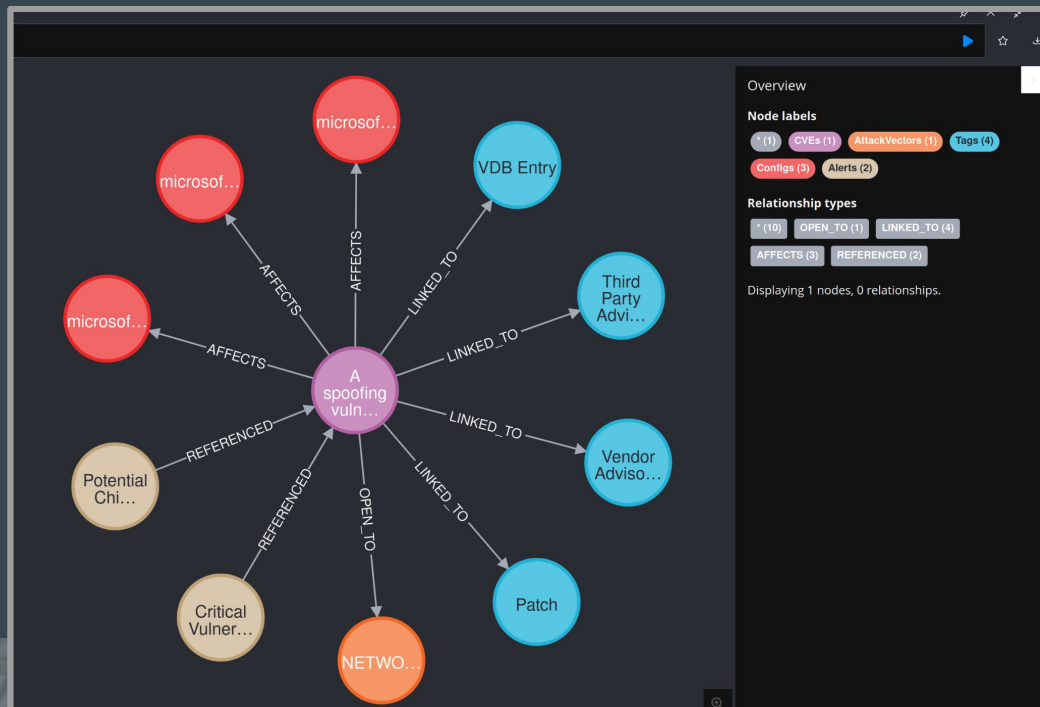 microsof...
microsof...
VDB Entry
microsof...
Third
Party
Advi...
A
spoofing
vuln...
Vendor
Adviso...
Potential
Chi...
Patch
Critical
Vulner...
NETWO...
AFFECTS
AFFECTS
AFFECTS
LINKED_TO
LINKED_TO
LINKED_TO
LINKED_TO
REFERENCED
REFERENCED
OPEN_TO
Overview
Node labels
* (1) CVEs (1) AttackVectors (1) Tags (4)
Configs (3) Alerts (2)
Relationship types
* (10) OPEN_TO (1) LINKED_TO (4)
AFFECTS (3) REFERENCED (2)
Displaying 1 nodes, 0 relationships.